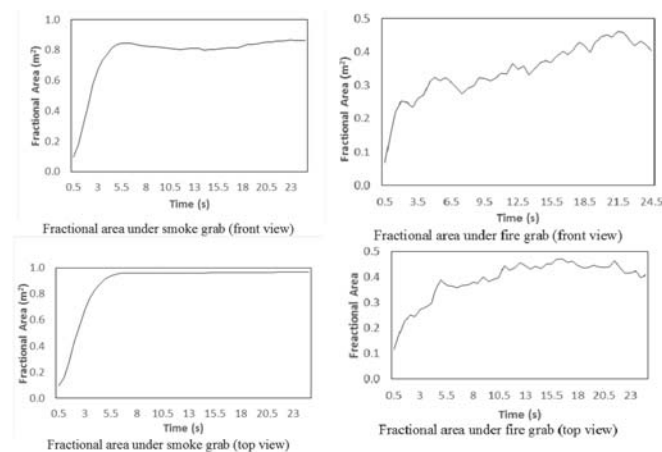 1.0
0.8
0.6
0.4
0.2
0.0
Fractional Area (m²)
0.5 3 5.5 8 10.5 13 15.5 18 20.5 23
Time (s)
Fractional area under smoke grab (front view)
0.5
0.4
0.3
0.2
0.1
0
Fractional Area (m²)
0.5 3.5 6.5 9.5 12.5 15.5 18.5 21.5 24.5
Time (s)
Fractional area under fire grab (front view)
1.0
0.8
0.6
0.4
0.2
0.0
Fractional Area (m²)
0.5 3 5.5 8 10.5 13 15.5 18 20.5 23
Time (s)
Fractional area under smoke grab (top view)
0.5
0.4
0.3
0.2
0.1
0
Freactional Area
0.5 3 5.5 8 10.5 13 15.5 18 20.5 23
Time (s)
Fractional area under fire grab (top view)